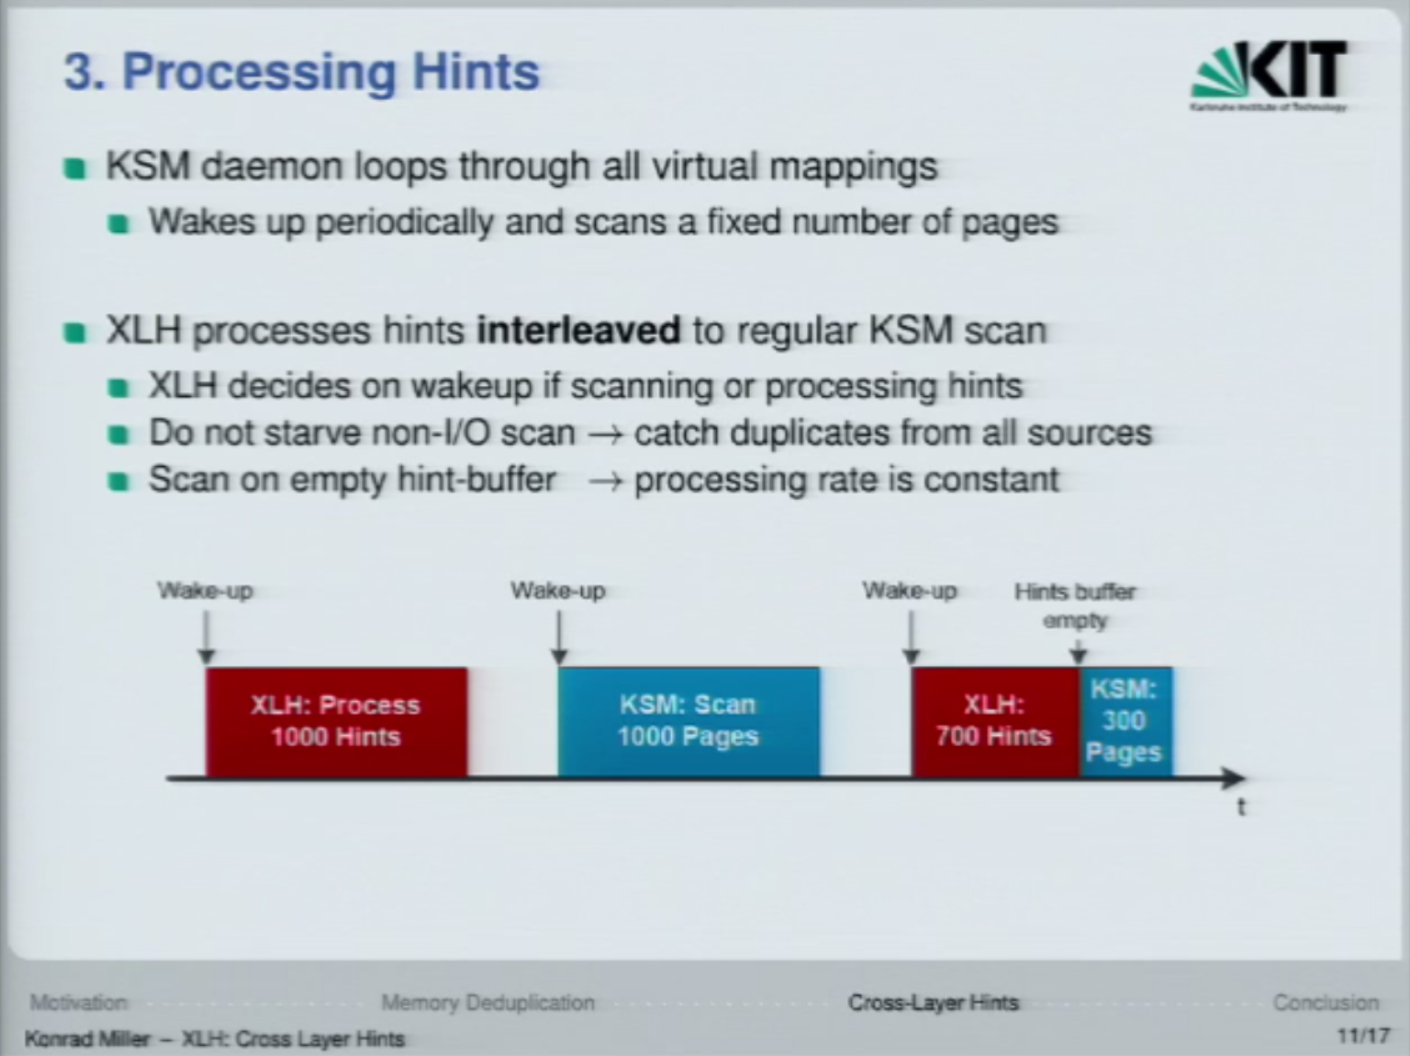 3. Processing Hints
KIT
Karlsruhe Institute of Technology
KSM daemon loops through all virtual mappings
Wakes up periodically and scans a fixed number of pages
XLH processes hints interleaved to regular KSM scan
XLH decides on wakeup if scanning or processing hints
Do not starve non-I/O scan → catch duplicates from all sources
Scan on empty hint-buffer → processing rate is constant
Wake-up
Wake-up
Wake-up
Hints buffer
empty
XLH: Process
1000 Hints
KSM: Scan
1000 Pages
XLH:
700 Hints
KSM:
300
Pages
t
Motivation
Memory Deduplication
Cross-Layer Hints
Conclusion
Konrad Miller – XLH: Cross Layer Hints
11/17